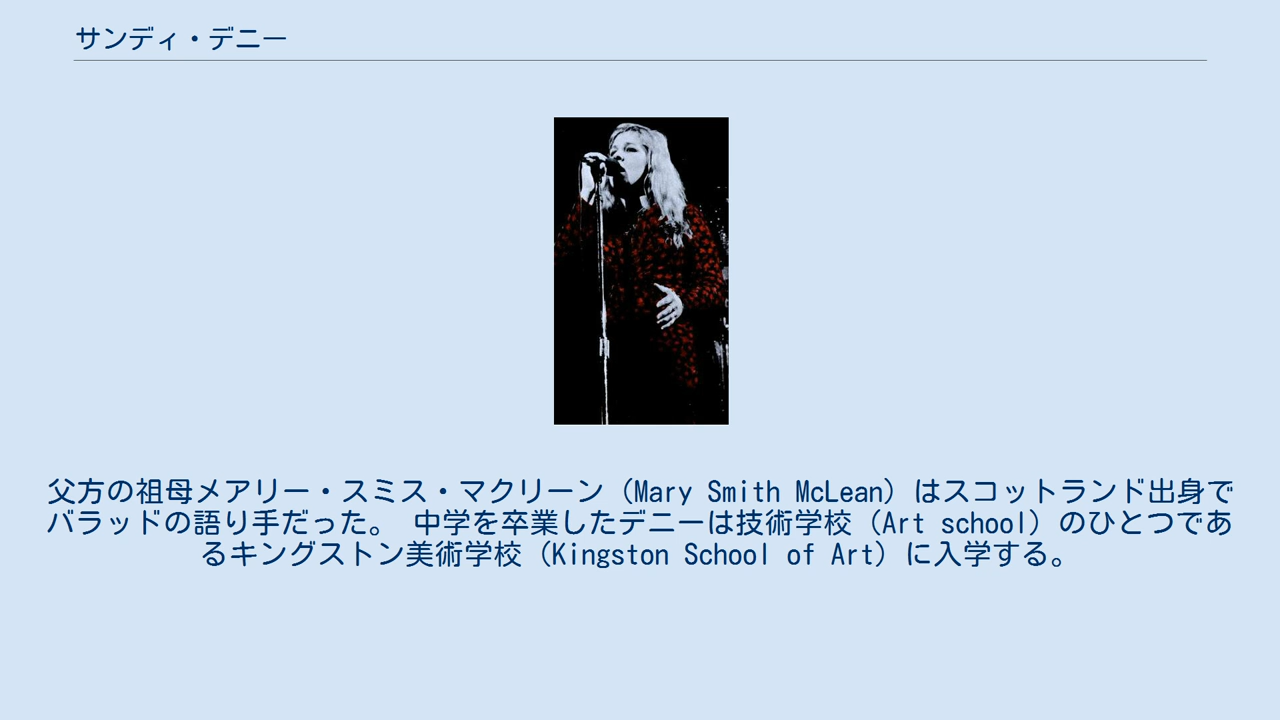 サンディ・デニー
父方の祖母メアリー・スミス・マクリーン（Mary Smith McLean）はスコットランド出身で
バラッドの語り手だった。 中学を卒業したデニーは技術学校（Art school）のひとつであ
るキングストン美術学校（Kingston School of Art）に入学する。